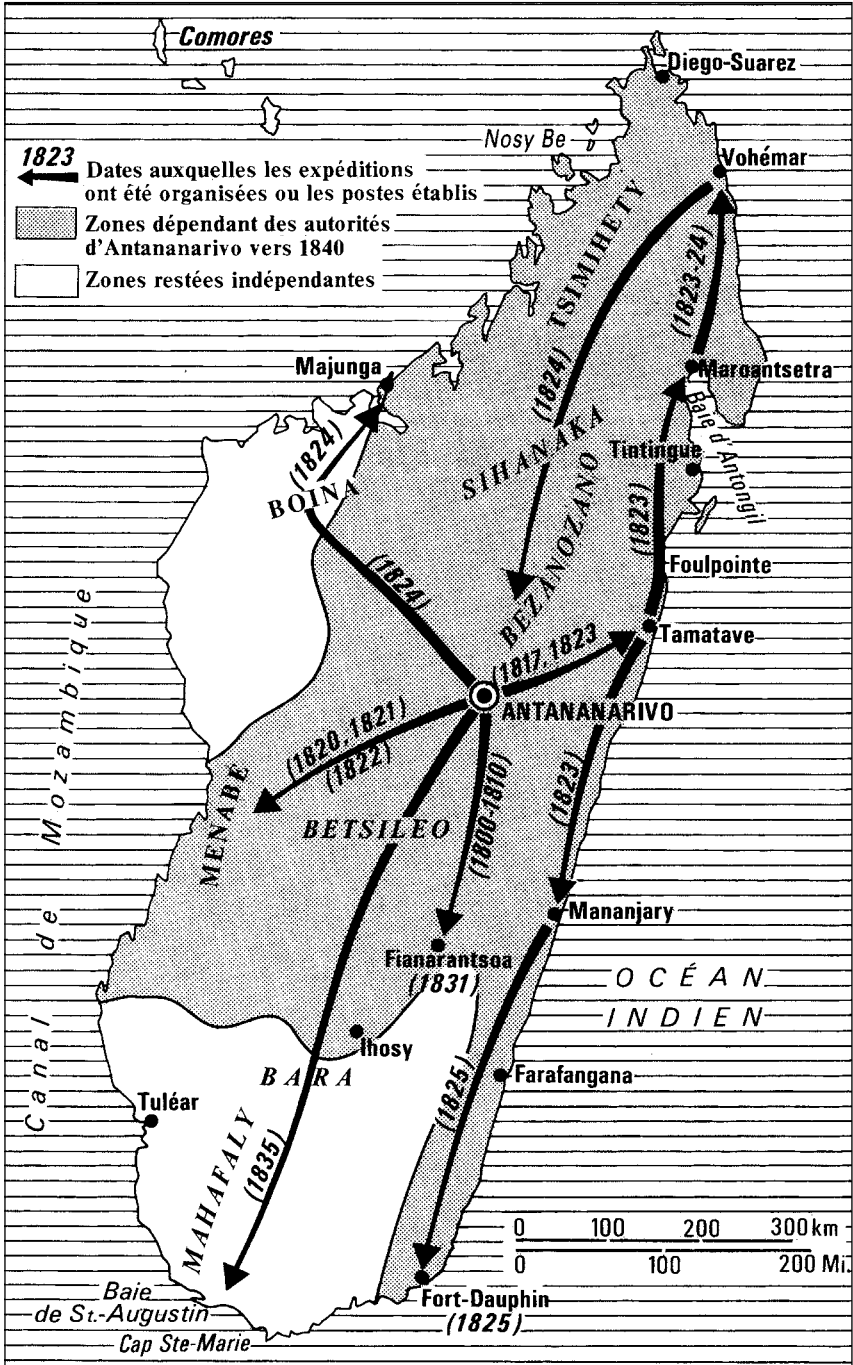 Comores
Diego-Suarez
Nosy Be
Vohémar
1823
Dates auxquelles les expéditions
ont été organisées ou les postes établis
Zones dépendant des autorités
d'Antananarivo vers 1840
Zones restées indépendantes
TSIMIHETY
(1823-24)
(1824)
Majunga
Maroantsetra
Baie d'Antongil
(1824)
SIHANAKA
Tintingue
BOINA
BEZANOZANO
(1823)
(1824)
Foulpointe
Tamatave
(1817,1823
ANTANANARIVO
Canal de Mozambique
(1820,1821)
(1822)
MENABE
BETSILEO
(1800-1810)
(1823)
Mananjary
Fianarantsoa
(1831)
OCÉAN
INDIEN
Ihosy
BARA
Farafangana
Tuléar
(1825)
MAHAFALY
(1835)
0 100 200 300 km
0 100 200 Mi.
Baie
de St.-Augustin
Fort-Dauphin
(1825)
Cap Ste-Marie